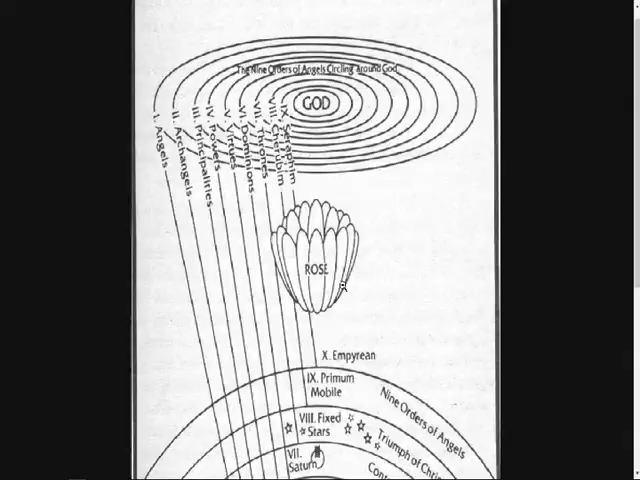 The Nine Orders of Angels Circling Around God
GOD
I. Angels
II. Archangels
III. Principalities
IV. Powers
V. Virtues
VI. Dominions
VII. Thrones
VIII. Cherubim
IX. Seraphim
ROSE
X. Empyrean
IX. Primum
Mobile
Nine Orders of Angels
VIII. Fixed
Stars
Triumph of Chri
VII.
Saturn
Cont